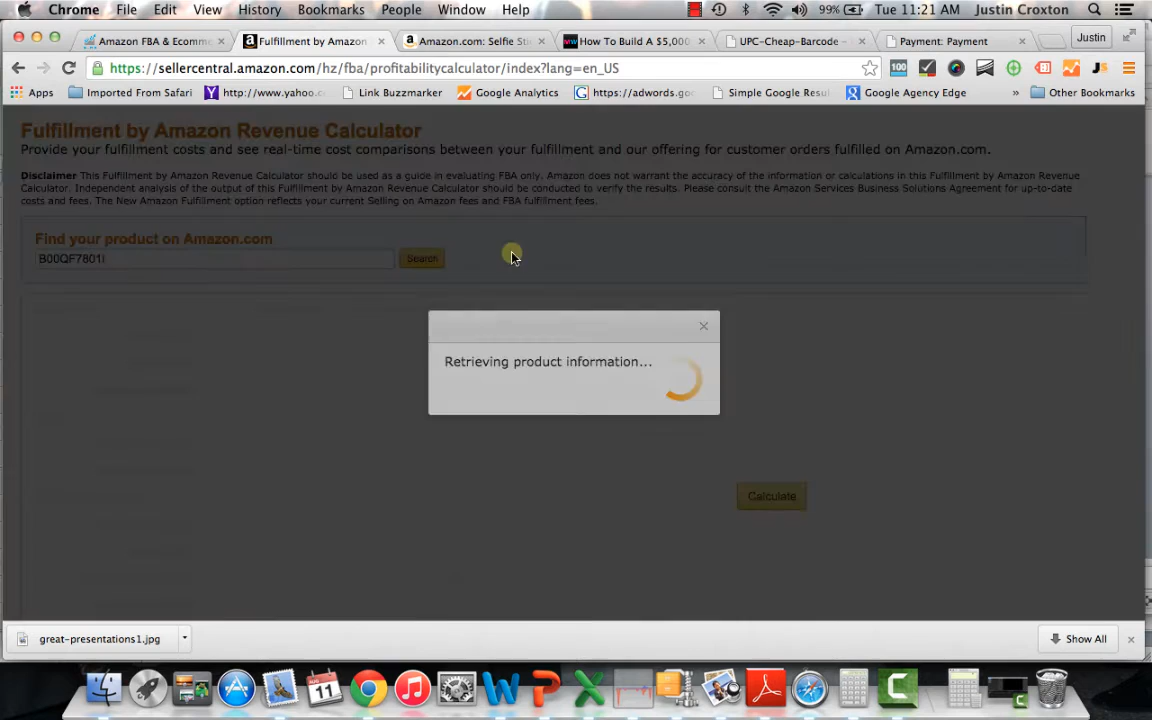 Chrome File Edit View History Bookmarks People Window Help 99% Tue 11:21 AM Justin Croxton
Amazon FBA & Ecomme Fulfillment by Amazon Amazon.com: Selfie Sti How To Build A $5,000 UPC-Cheap-Barcode - Payment: Payment Justin
https://sellercentral.amazon.com/hz/fba/profitabilitycalculator/index?lang=en_US 100
Apps Imported From Safari http://www.yahoo.c Link Buzzmarker Google Analytics https://adwords.go Simple Google Resul Google Agency Edge » Other Bookmarks
Fulfillment by Amazon Revenue Calculator
Provide your fulfillment costs and see real-time cost comparisons between your fulfillment and our offering for customer orders fulfilled on Amazon.com.
Disclaimer This Fulfillment by Amazon Revenue Calculator should be used as a guide in evaluating FBA only. Amazon does not warrant the accuracy of the information or calculations in this Fulfillment by Amazon Revenue
Calculator. Independent analysis of the output of this Fulfillment by Amazon Revenue Calculator should be conducted to verify the results. Please consult the Amazon Services Business Solutions Agreement for up-to-date
costs and fees. The New Amazon Fulfillment option reflects your current Selling on Amazon fees and FBA fulfillment fees.
Find your product on Amazon.com
B00QF7801I Search
Retrieving product information...
Calculate
great-presentations1.jpg Show All
11